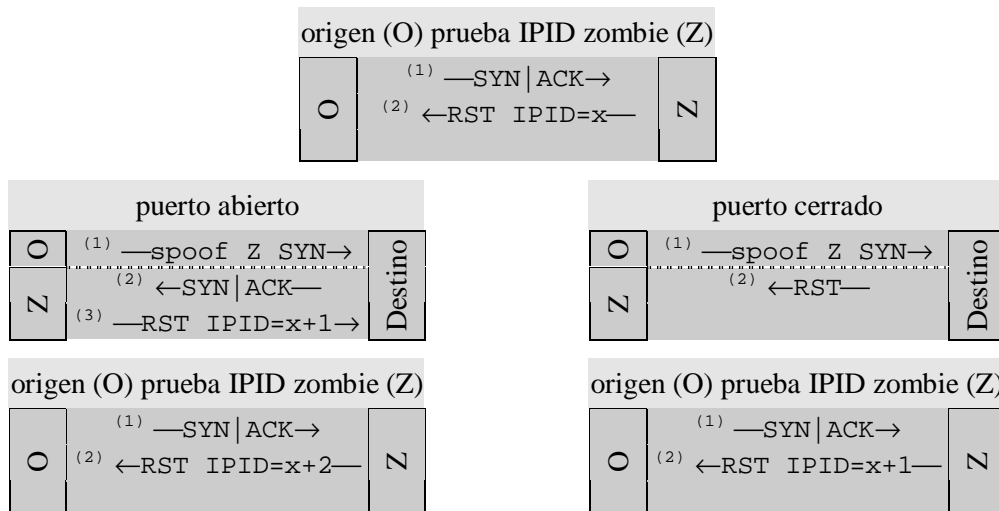 origen (O) prueba IPID zombie (Z)
O
(1) —SYN|ACK→
(2) ←RST IPID=x—
Z
puerto abierto
O
(1) —spoof Z SYN→
Z
(2) ←SYN|ACK—
(3) —RST IPID=x+1→
Destino
puerto cerrado
O
(1) —spoof Z SYN→
Z
(2) ←RST—
Destino
origen (O) prueba IPID zombie (Z)
O
(1) —SYN|ACK→
(2) ←RST IPID=x+2—
Z
origen (O) prueba IPID zombie (Z)
O
(1) —SYN|ACK→
(2) ←RST IPID=x+1—
Z